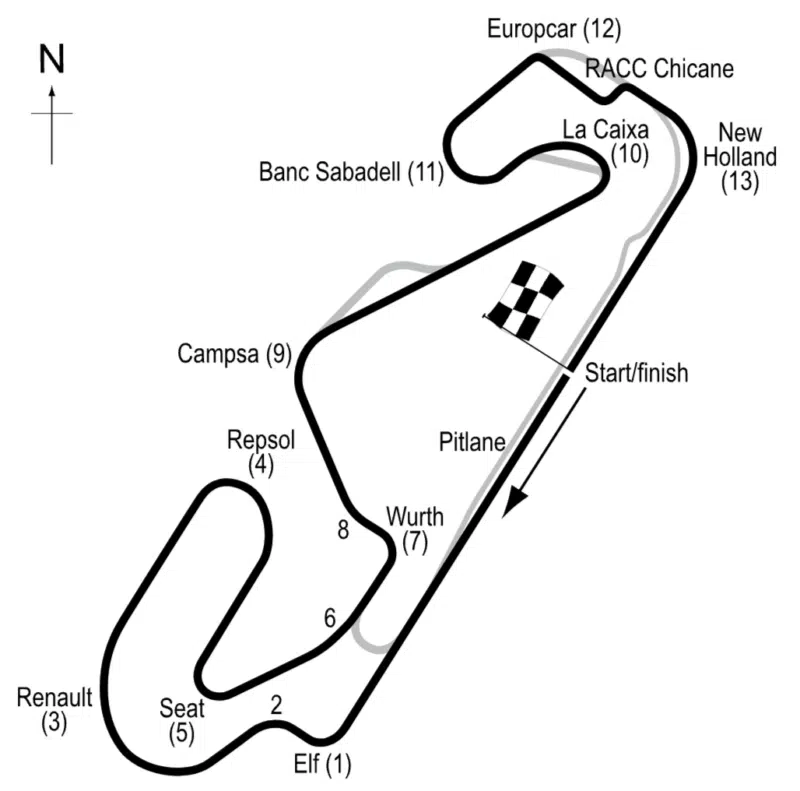 Europcar (12)
RACC Chicane
N
La Caixa
(10)
New
Holland
(13)
Banc Sabadell (11)
Campsa (9)
Start/finish
Repsol
(4)
Pitlane
8
Wurth
(7)
6
Renault
(3)
Seat
(5)
2
Elf (1)